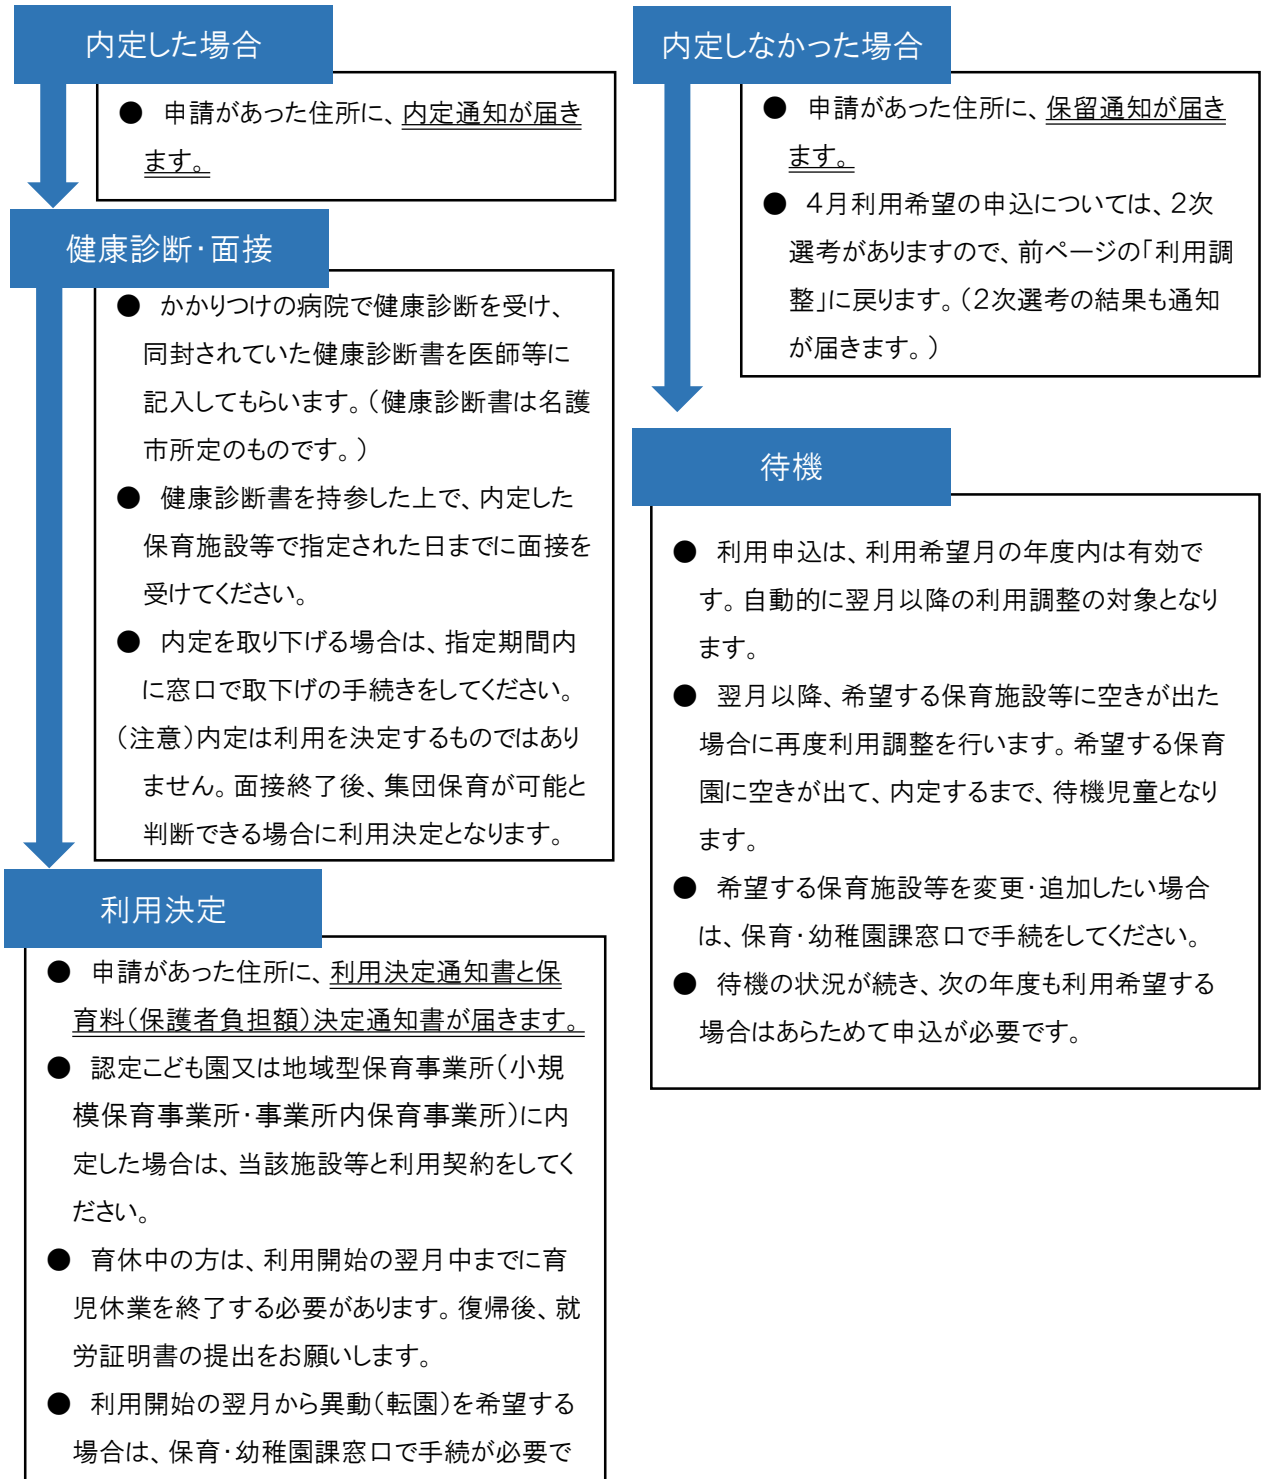 内定した場合
● 申請があった住所に、内定通知が届き
ます。
健康診断・面接
● かかりつけの病院で健康診断を受け、
同封されていた健康診断書を医師等に
記入してもらいます。（健康診断書は名護
市所定のものです。）
● 健康診断書を持参した上で、内定した
保育施設等で指定された日までに面接を
受けてください。
● 内定を取り下げる場合は、指定期間内
に窓口で取下げの手続きをしてください。
（注意）内定は利用を決定するものではあり
ません。面接終了後、集団保育が可能と
判断できる場合に利用決定となります。
利用決定
● 申請があった住所に、利用決定通知書と保
育料（保護者負担額）決定通知書が届きます。
● 認定こども園又は地域型保育事業所（小規
模保育事業所・事業所内保育事業所）に内
定した場合は、当該施設等と利用契約をしてく
ださい。
● 育休中の方は、利用開始の翌月中までに育
児休業を終了する必要があります。復帰後、就
労証明書の提出をお願いします。
● 利用開始の翌月から異動（転園）を希望する
場合は、保育・幼稚園課窓口で手続が必要で
内定しなかった場合
● 申請があった住所に、保留通知が届き
ます。
● 4月利用希望の申込については、2次
選考がありますので、前ページの「利用調
整」に戻ります。（2次選考の結果も通知
が届きます。）
待機
● 利用申込は、利用希望月の年度内は有効で
す。自動的に翌月以降の利用調整の対象となり
ます。
● 翌月以降、希望する保育施設等に空きが出た
場合に再度利用調整を行います。希望する保育
園に空きが出て、内定するまで、待機児童となり
ます。
● 希望する保育施設等を変更・追加したい場合
は、保育・幼稚園課窓口で手続をしてください。
● 待機の状況が続き、次の年度も利用希望する
場合はあらためて申込が必要です。